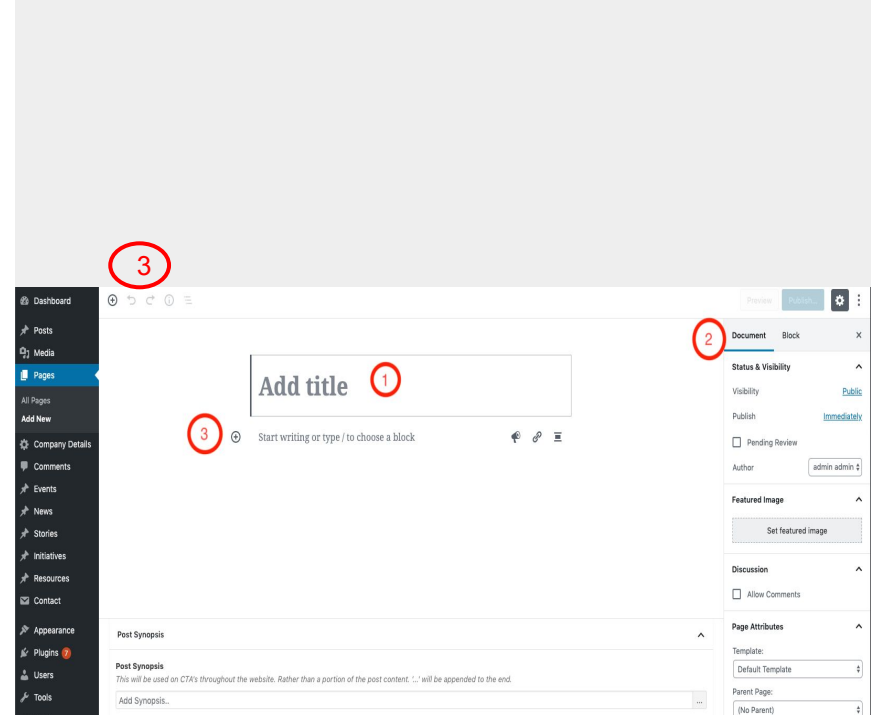 3
Dashboard
Posts
Media
Pages
All Pages
Add New
Company Details
Comments
Events
News
Stories
Initiatives
Resources
Contact
Appearance
Plugins 7
Users
Tools
Preview Publish...
Add title 1
3 Start writing or type / to choose a block
Post Synopsis
Post Synopsis
This will be used on CTA's throughout the website. Rather than a portion of the post content. '...' will be appended to the end.
Add Synopsis.. ...
2 Document Block ×
Status & Visibility
Visibility Public
Publish Immediately
Pending Review
Author admin admin
Featured Image
Set featured image
Discussion
Allow Comments
Page Attributes
Template:
Default Template
Parent Page:
(No Parent)